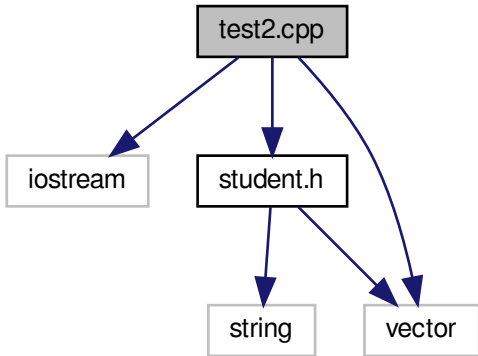 test2.cpp
iostream
student.h
string
vector